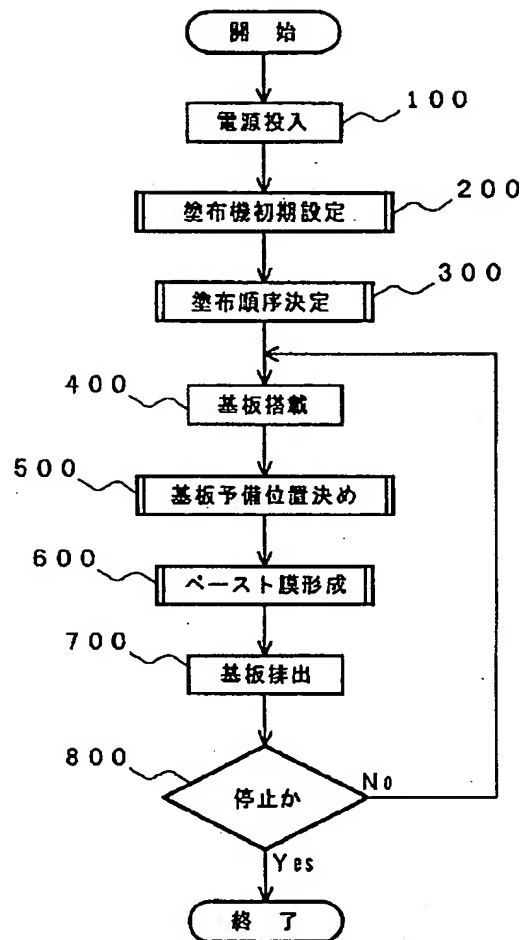 開 始
100
電源投入
200
塗布機初期設定
300
塗布順序決定
400
基板搭載
500
基板予備位置決め
600
ペースト膜形成
700
基板排出
800
停止か
No
Yes
終 了